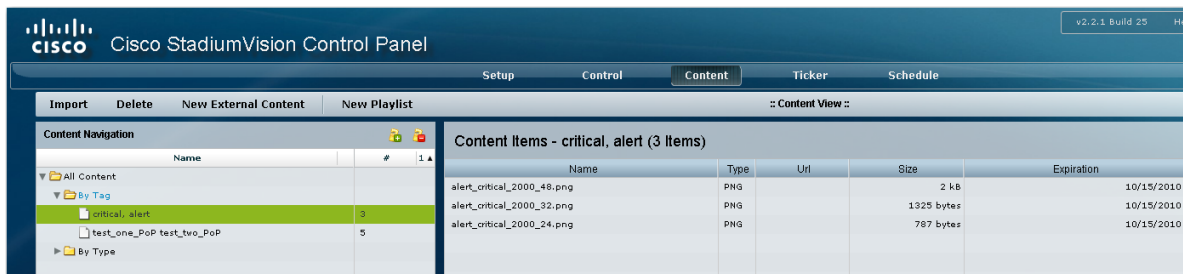 v2.2.1 Build 25
CISCO Cisco StadiumVision Control Panel
Setup Control Content Ticker Schedule
Import Delete New External Content New Playlist :: Content View ::
Content Navigation
Name # 1
All Content
By Tag
critical, alert 3
test_one_PoP test_two_PoP 5
By Type
Content Items - critical, alert (3 Items)
Name Type Url Size Expiration
alert_critical_2000_48.png PNG 2 kB 10/15/2010
alert_critical_2000_32.png PNG 1325 bytes 10/15/2010
alert_critical_2000_24.png PNG 787 bytes 10/15/2010